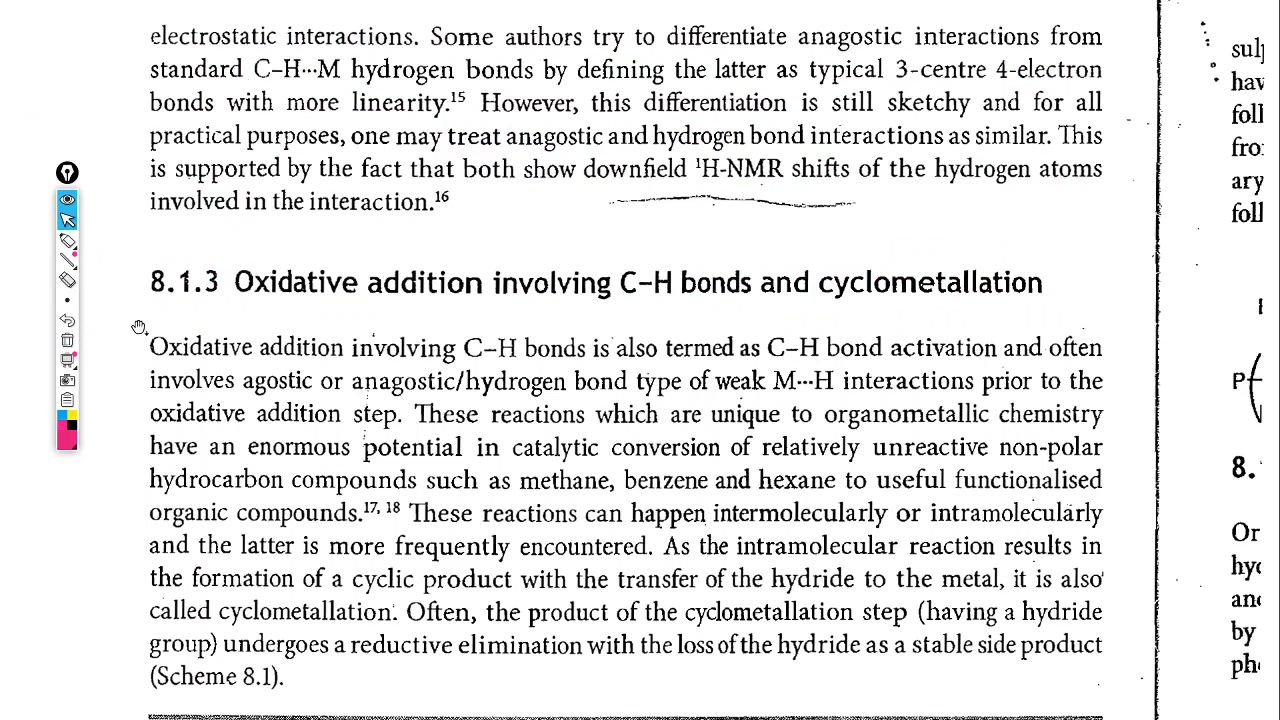 electrostatic interactions. Some authors try to differentiate anagostic interactions from
standard C–H···M hydrogen bonds by defining the latter as typical 3-centre 4-electron
bonds with more linearity.¹⁵ However, this differentiation is still sketchy and for all
practical purposes, one may treat anagostic and hydrogen bond interactions as similar. This
is supported by the fact that both show downfield ¹H-NMR shifts of the hydrogen atoms
involved in the interaction.¹⁶
8.1.3 Oxidative addition involving C–H bonds and cyclometallation
Oxidative addition involving C–H bonds is also termed as C–H bond activation and often
involves agostic or anagostic/hydrogen bond type of weak M···H interactions prior to the
oxidative addition step. These reactions which are unique to organometallic chemistry
have an enormous potential in catalytic conversion of relatively unreactive non-polar
hydrocarbon compounds such as methane, benzene and hexane to useful functionalised
organic compounds.¹⁷, ¹⁸ These reactions can happen intermolecularly or intramolecularly
and the latter is more frequently encountered. As the intramolecular reaction results in
the formation of a cyclic product with the transfer of the hydride to the metal, it is also
called cyclometallation. Often, the product of the cyclometallation step (having a hydride
group) undergoes a reductive elimination with the loss of the hydride as a stable side product
(Scheme 8.1).
foll
ary
foll
P
8.
Or
by